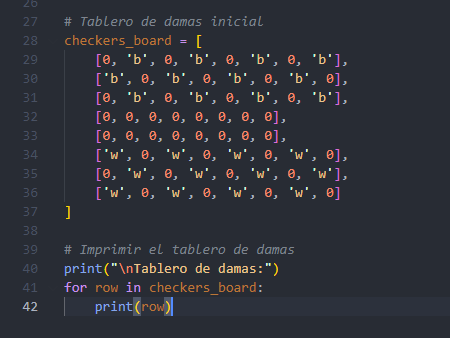 26
27 # Tablero de damas inicial
28 checkers_board = [
29     [0, 'b', 0, 'b', 0, 'b', 0, 'b'],
30     ['b', 0, 'b', 0, 'b', 0, 'b', 0],
31     [0, 'b', 0, 'b', 0, 'b', 0, 'b'],
32     [0, 0, 0, 0, 0, 0, 0, 0],
33     [0, 0, 0, 0, 0, 0, 0, 0],
34     ['w', 0, 'w', 0, 'w', 0, 'w', 0],
35     [0, 'w', 0, 'w', 0, 'w', 0, 'w'],
36     ['w', 0, 'w', 0, 'w', 0, 'w', 0]
37 ]
38
39 # Imprimir el tablero de damas
40 print("\nTablero de damas:")
41 for row in checkers_board:
42     print(row)